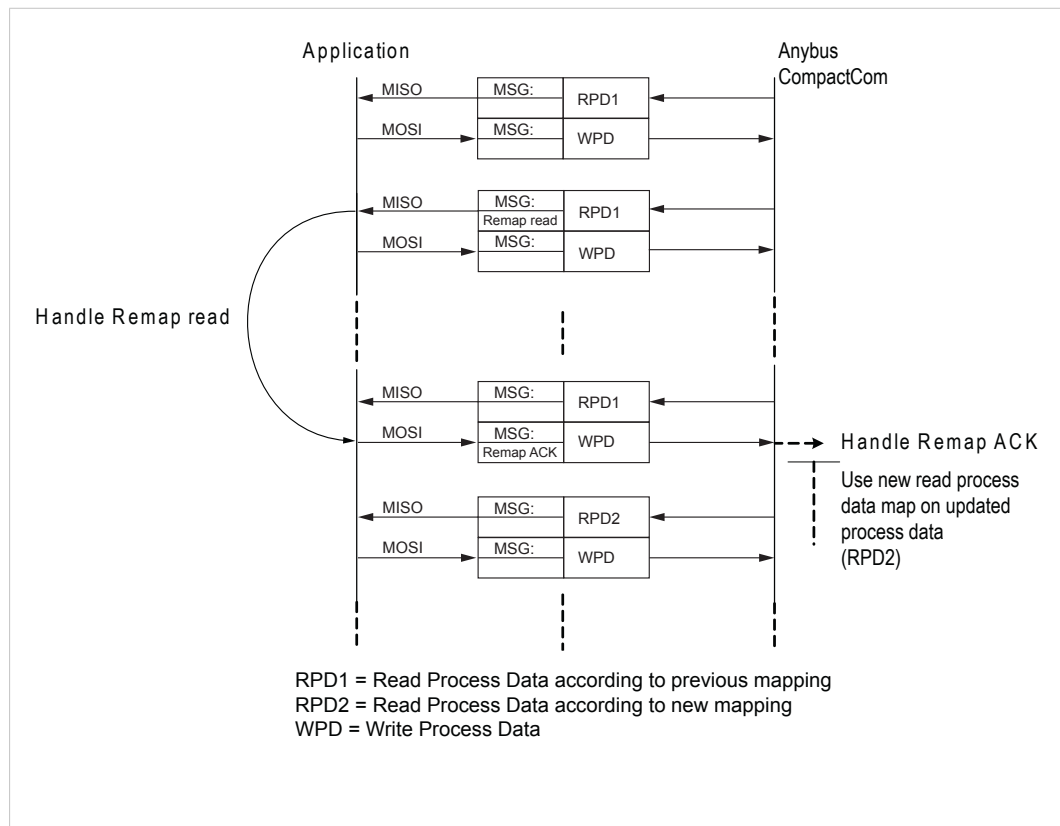 Application
Anybus
CompactCom
MISO MSG: RPD1
MOSI MSG: WPD
MISO MSG: RPD1
Remap read
MOSI MSG: WPD
Handle Remap read
MISO MSG: RPD1
MOSI MSG: WPD
Remap ACK
Handle Remap ACK
Use new read process
data map on updated
process data
(RPD2)
MISO MSG: RPD2
MOSI MSG: WPD
RPD1 = Read Process Data according to previous mapping
RPD2 = Read Process Data according to new mapping
WPD = Write Process Data